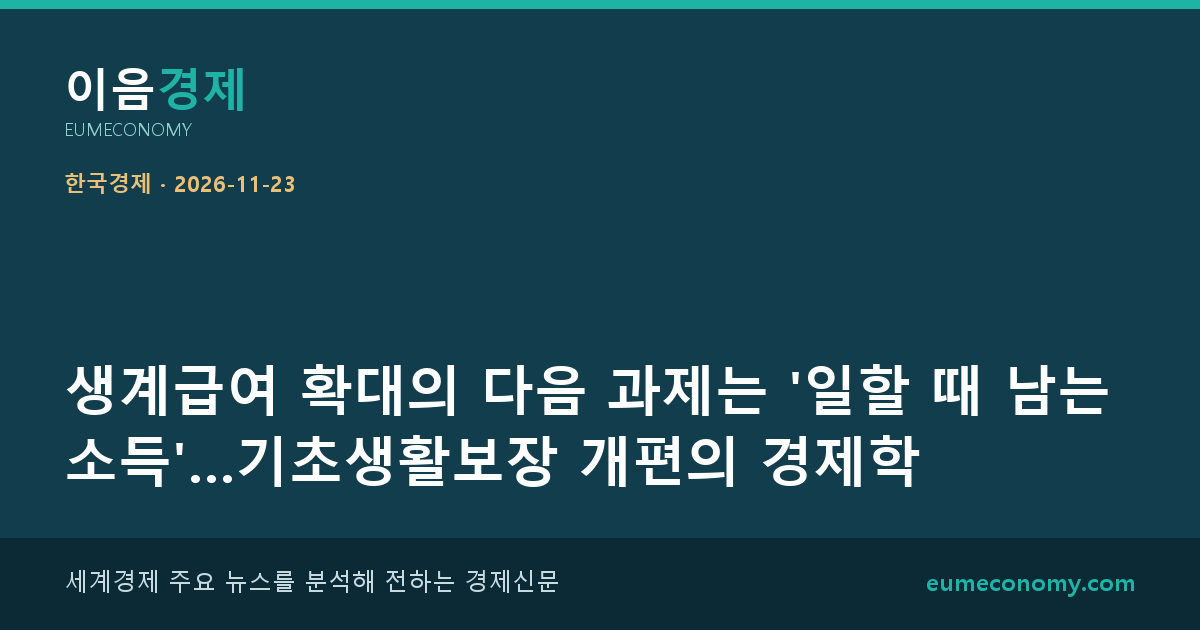 이음경제
EUMECONOMY
한국경제 · 2026-11-23
생계급여 확대의 다음 과제는 '일할 때 남는
소득'…기초생활보장 개편의 경제학
세계경제 주요 뉴스를 분석해 전하는 경제신문
eumeconomy.com